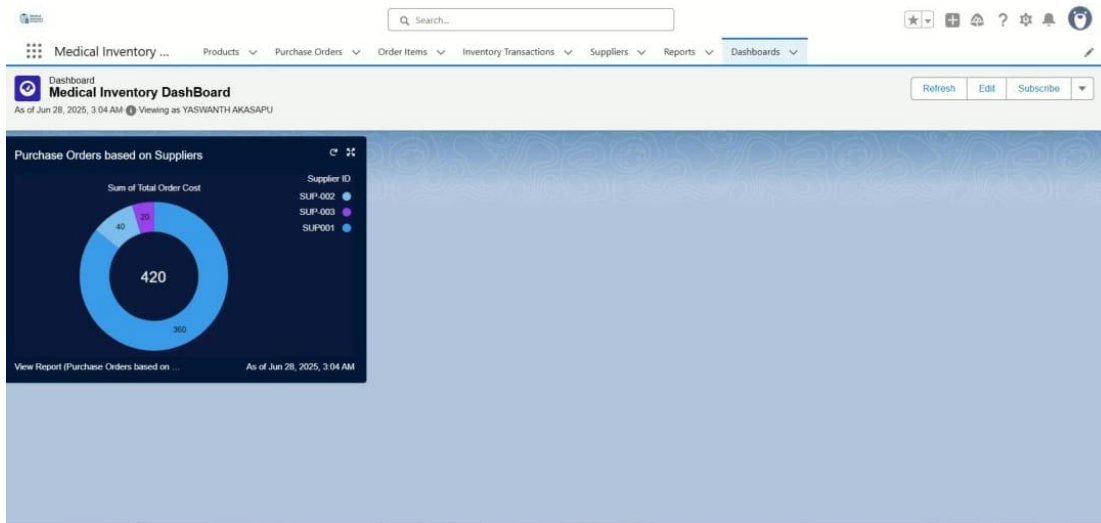 Search...
Medical Inventory ...
Products
Purchase Orders
Order Items
Inventory Transactions
Suppliers
Reports
Dashboards
Dashboard
Medical Inventory DashBoard
As of Jun 28, 2025, 3:04 AM Viewing as YASWANTH AKASAPU
Refresh
Edit
Subscribe
Purchase Orders based on Suppliers
Sum of Total Order Cost
Supplier ID
SUP-002
SUP-003
SUP001
20
40
420
360
View Report (Purchase Orders based on ...
As of Jun 28, 2025, 3:04 AM